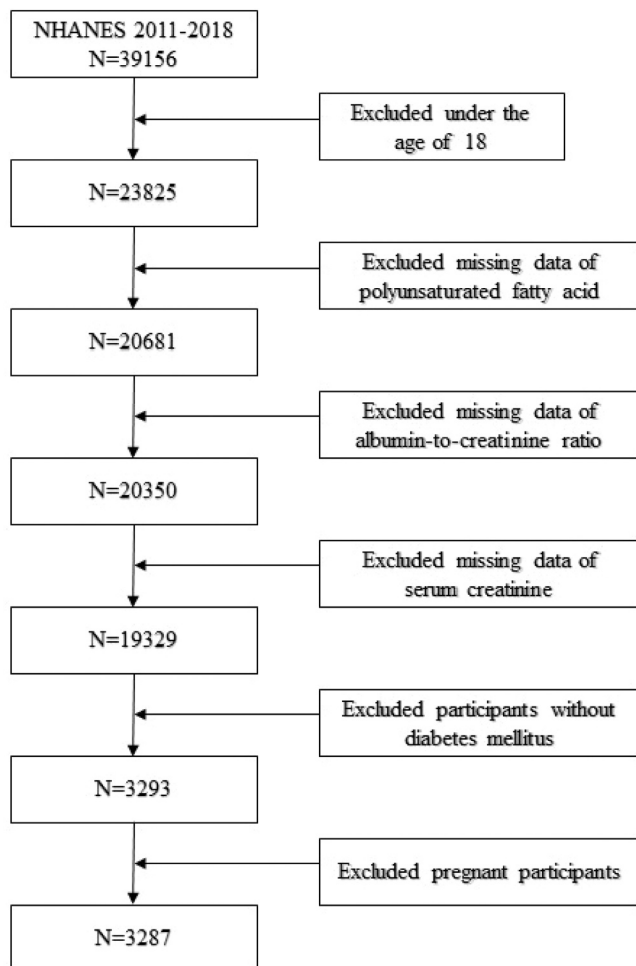 NHANES 2011-2018
N=39156
Excluded under the
age of 18
N=23825
Excluded missing data of
polyunsaturated fatty acid
N=20681
Excluded missing data of
albumin-to-creatinine ratio
N=20350
Excluded missing data of
serum creatinine
N=19329
Excluded participants without
diabetes mellitus
N=3293
Excluded pregnant participants
N=3287